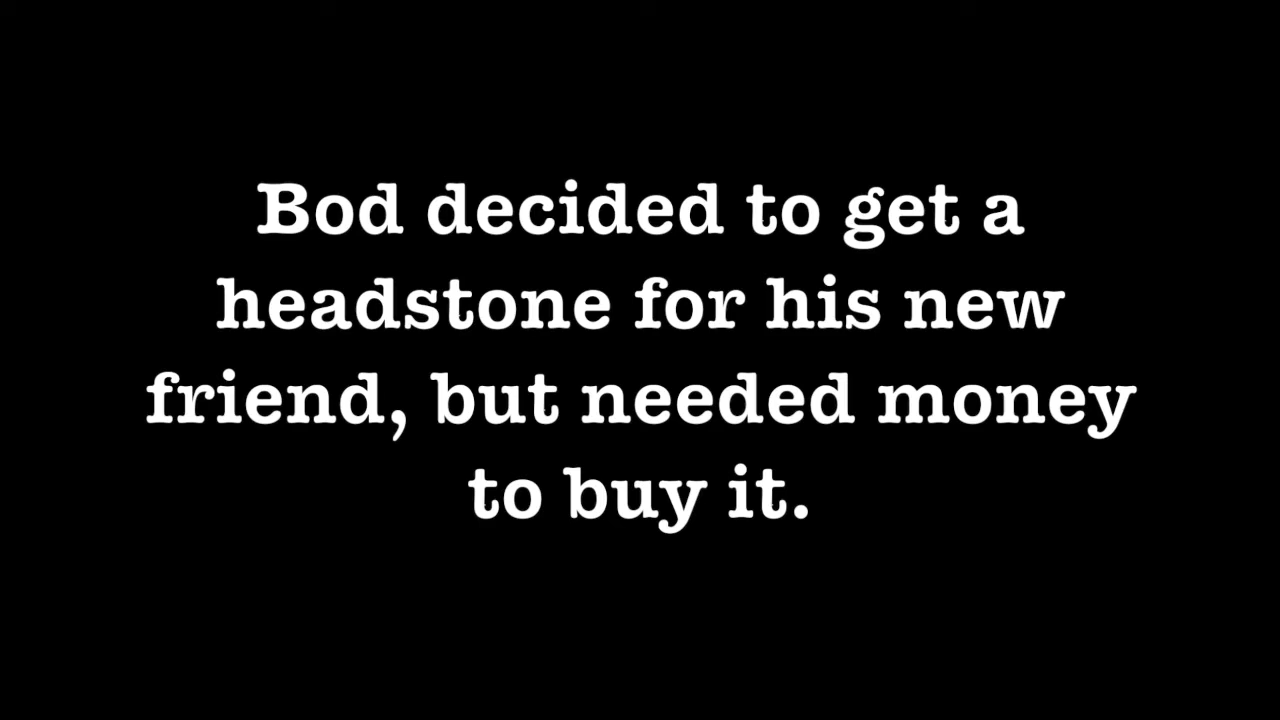 Bod decided to get a
headstone for his new
friend, but needed money
to buy it.